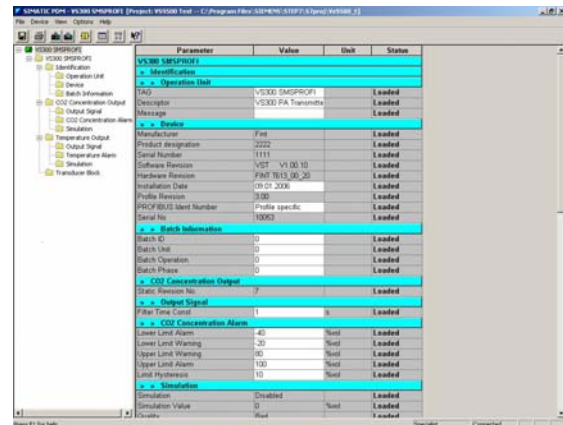 SIMATIC PDM - VS300 SMSPROFI [Project: VS9500 Test -- C:\Program Files\SIEMENS\STEP7\s7proj\Vs9500_t]
File Device View Options Help
VS300 SMSPROFI
VS300 SMSPROFI
Identification
Operation Unit
Device
Batch Information
CO2 Concentration Output
Output Signal
CO2 Concentration Alarm
Simulation
Temperature Output
Output Signal
Temperature Alarm
Simulation
Transducer Block
Parameter Value Unit Status
VS300 SMSPROFI
» Identification
» » Operation Unit
TAG VS300 SMSPROFI Loaded
Descriptor VS300 PA Transmitte Loaded
Message Loaded
» » Device
Manufacturer Fint Loaded
Product designation 2222 Loaded
Serial Number 1111 Loaded
Software Revision VST V1.00.10 Loaded
Hardware Revision FINT T613_00_20 Loaded
Installation Date 09.01.2006 Loaded
Profile Revision 3.00 Loaded
PROFIBUS Ident Number Profile specific Loaded
Serial No 10053 Loaded
» » Batch Information
Batch ID 0 Loaded
Batch Unit 0 Loaded
Batch Operation 0 Loaded
Batch Phase 0 Loaded
» CO2 Concentration Output
Static Revision No. 7 Loaded
» » Output Signal
Filter Time Const 1 s Loaded
» » CO2 Concentration Alarm
Lower Limit Alarm -40 %vol Loaded
Lower Limit Warning -20 %vol Loaded
Upper Limit Warning 80 %vol Loaded
Upper Limit Alarm 100 %vol Loaded
Limit Hysteresis 10 %vol Loaded
» » Simulation
Simulation Disabled Loaded
Simulation Value 0 %vol Loaded
Quality Bad Loaded
Press F1 for help. Specialist Connected